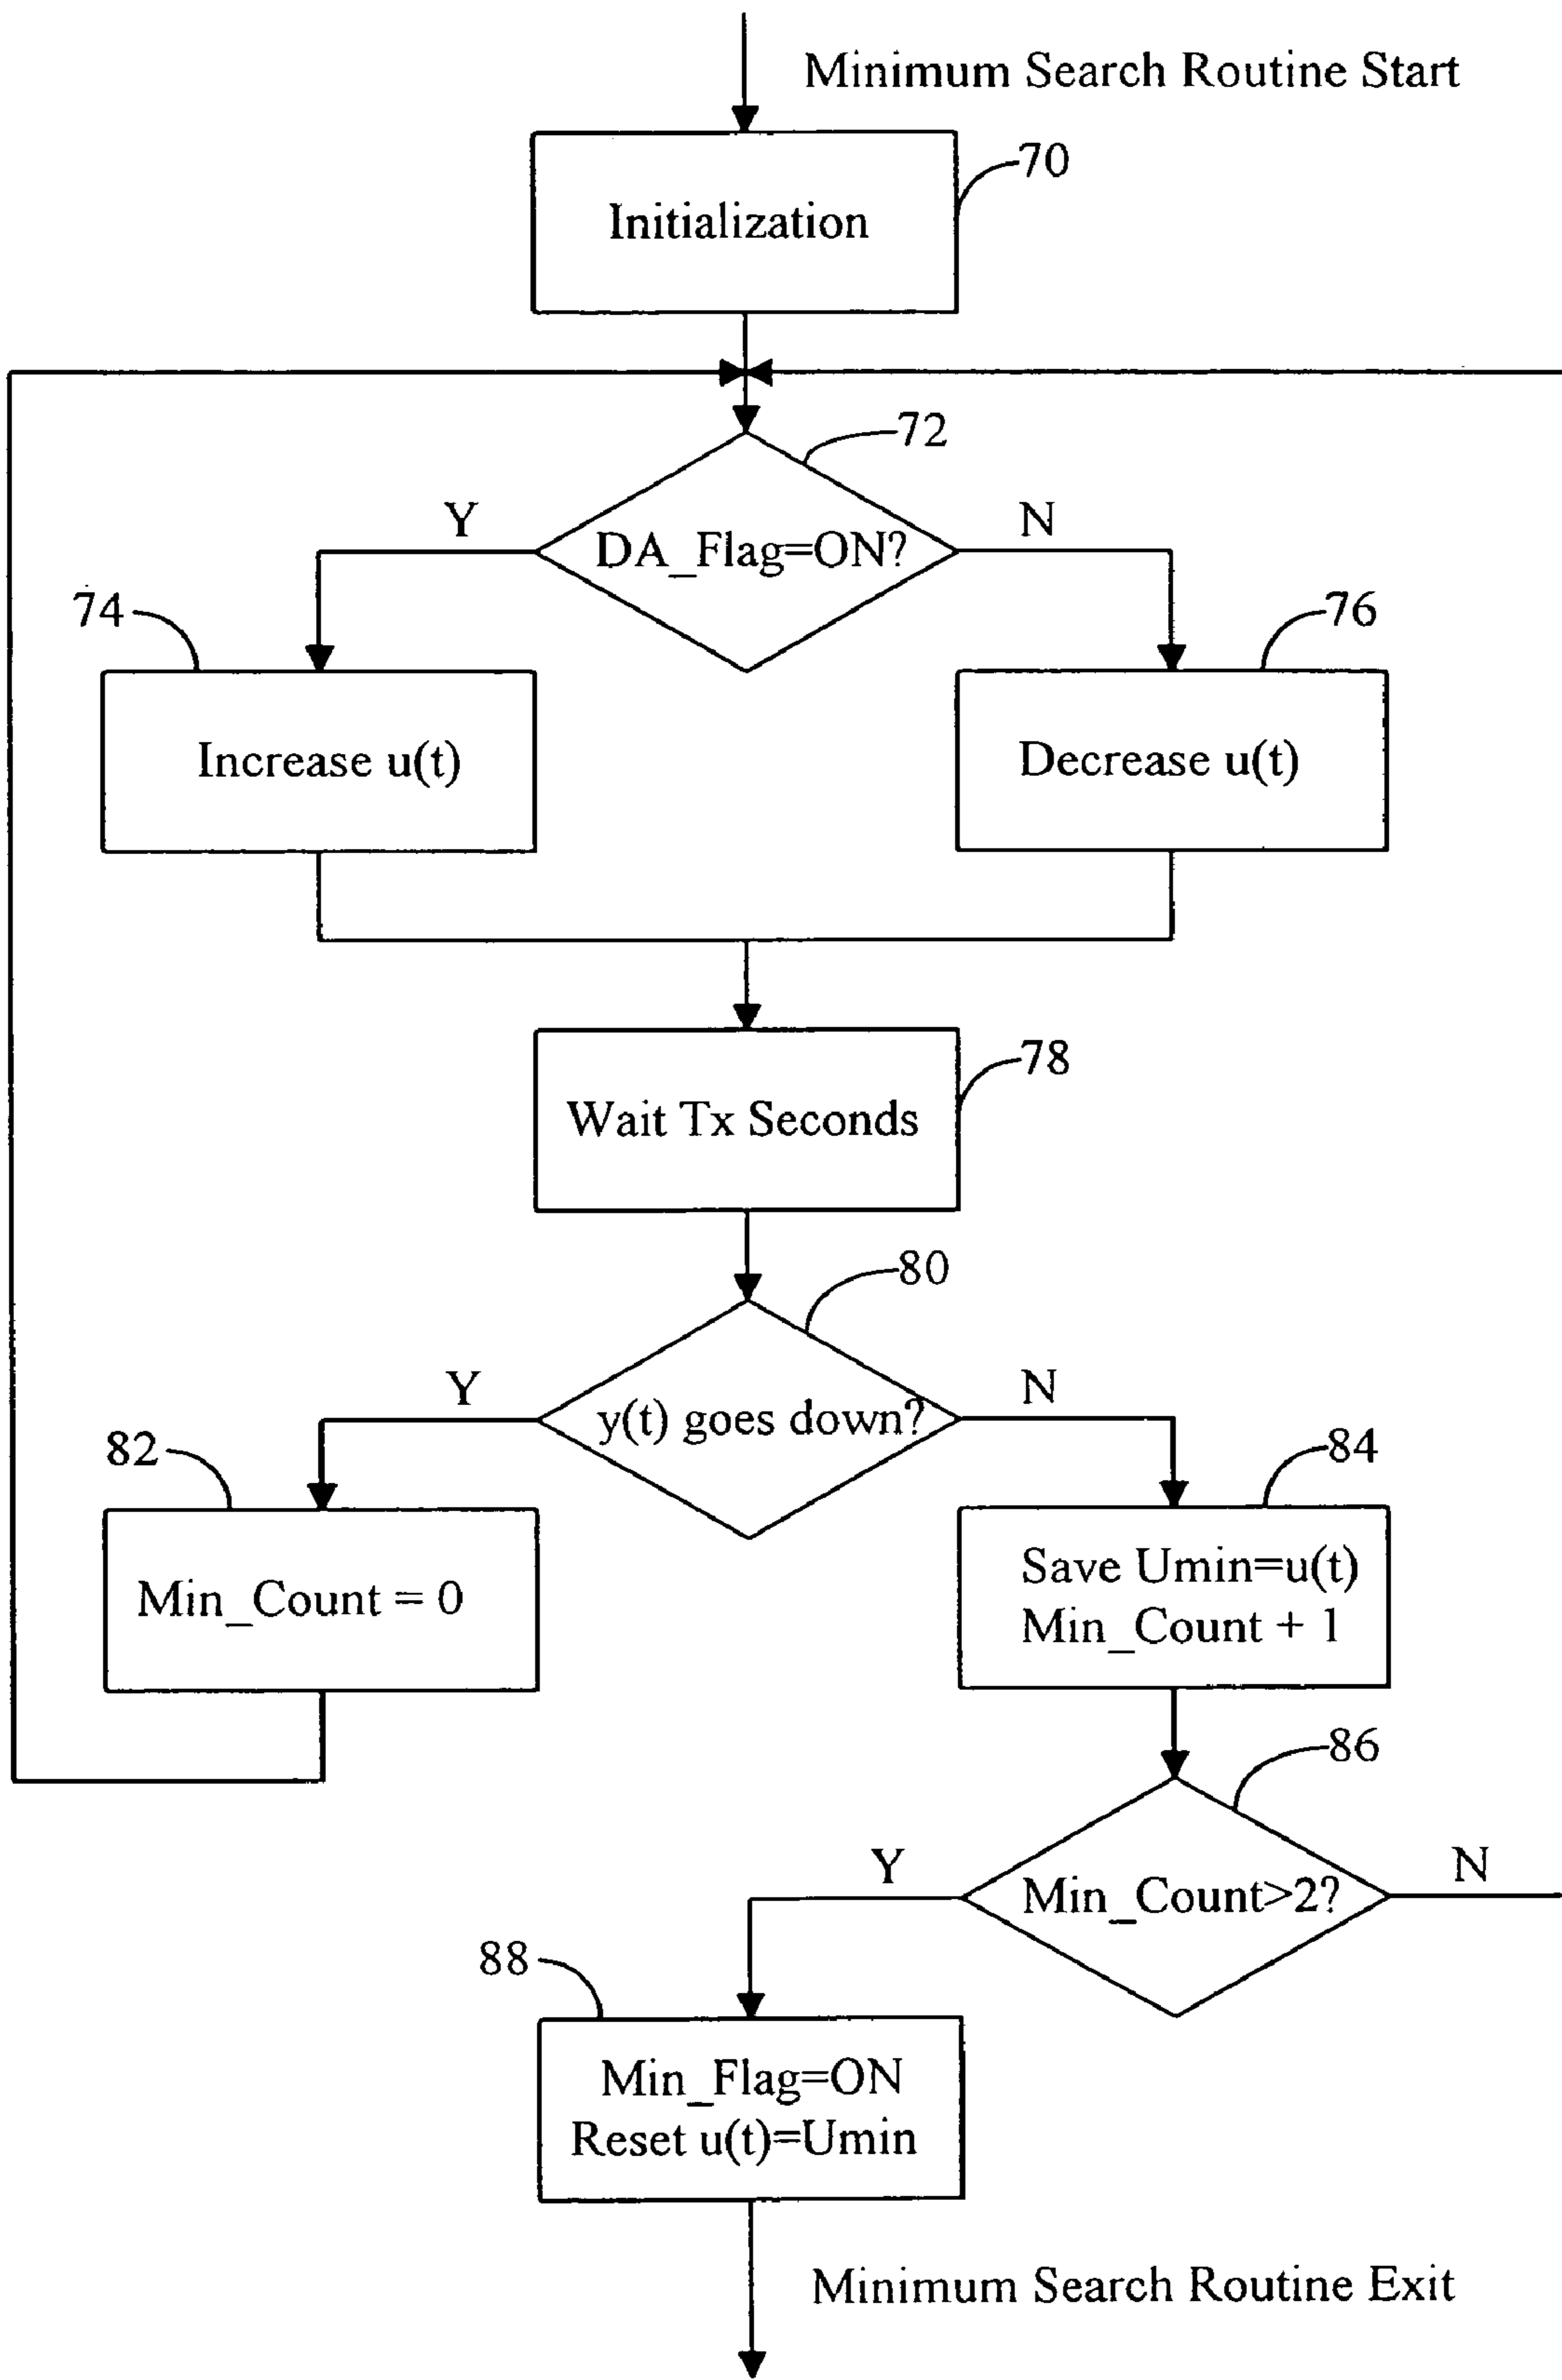 Minimum Search Routine Start
70
Initialization
72
Y
N
DA_Flag=ON?
74
76
Increase u(t)
Decrease u(t)
78
Wait Tx Seconds
80
Y
N
y(t) goes down?
82
84
Min_Count = 0
Save Umin=u(t)
Min_Count + 1
86
Y
N
Min_Count>2?
88
Min_Flag=ON
Reset u(t)=Umin
Minimum Search Routine Exit